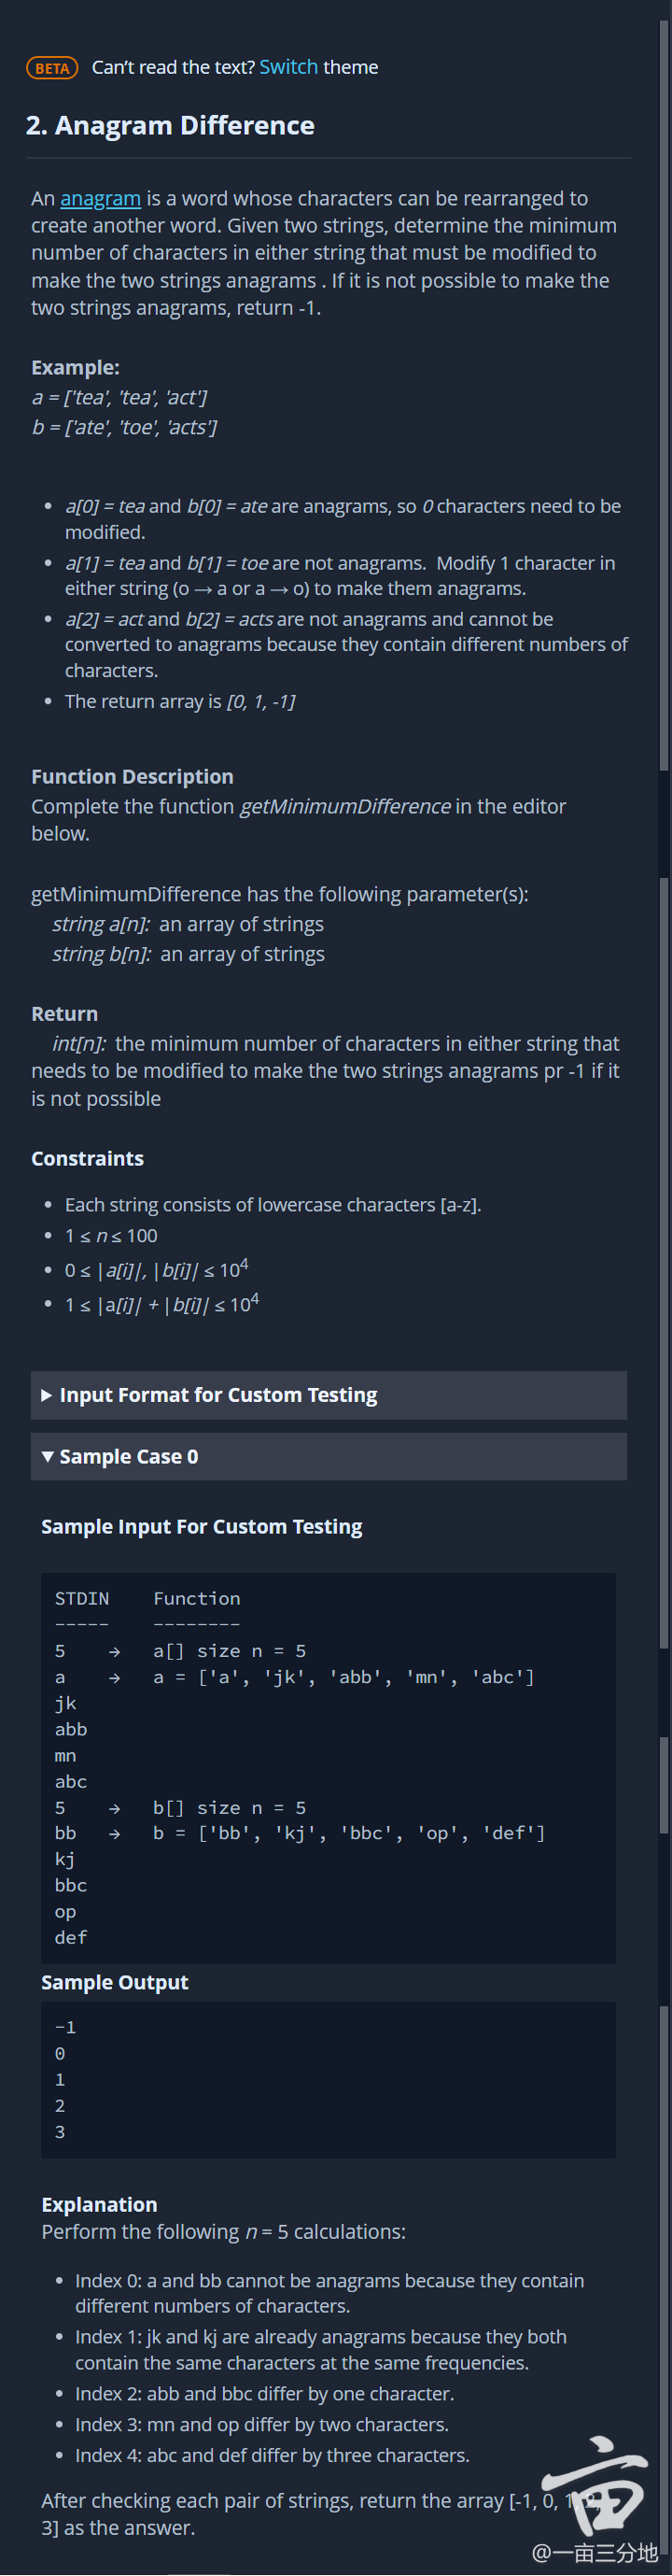 BETA Can’t read the text? Switch theme
2. Anagram Difference
An anagram is a word whose characters can be rearranged to
create another word. Given two strings, determine the minimum
number of characters in either string that must be modified to
make the two strings anagrams . If it is not possible to make the
two strings anagrams, return -1.
Example:
a = ['tea', 'tea', 'act']
b = ['ate', 'toe', 'acts']
• a[0] = tea and b[0] = ate are anagrams, so 0 characters need to be
modified.
• a[1] = tea and b[1] = toe are not anagrams.  Modify 1 character in
either string (o → a or a → o) to make them anagrams.
• a[2] = act and b[2] = acts are not anagrams and cannot be
converted to anagrams because they contain different numbers of
characters.
• The return array is [0, 1, -1]
Function Description
Complete the function getMinimumDifference in the editor
below.
getMinimumDifference has the following parameter(s):
string a[n]:  an array of strings
string b[n]:  an array of strings
Return
int[n]:  the minimum number of characters in either string that
needs to be modified to make the two strings anagrams pr -1 if it
is not possible
Constraints
• Each string consists of lowercase characters [a-z].
• 1 ≤ n ≤ 100
• 0 ≤ |a[i]|, |b[i]| ≤ 10⁴
• 1 ≤ |a[i]| + |b[i]| ≤ 10⁴
▶ Input Format for Custom Testing
▼ Sample Case 0
Sample Input For Custom Testing
STDIN    Function
-----    --------
5    →   a[] size n = 5
a    →   a = ['a', 'jk', 'abb', 'mn', 'abc']
jk
abb
mn
abc
5    →   b[] size n = 5
bb   →   b = ['bb', 'kj', 'bbc', 'op', 'def']
kj
bbc
op
def
Sample Output
-1
0
1
2
3
Explanation
Perform the following n = 5 calculations:
• Index 0: a and bb cannot be anagrams because they contain
different numbers of characters.
• Index 1: jk and kj are already anagrams because they both
contain the same characters at the same frequencies.
• Index 2: abb and bbc differ by one character.
• Index 3: mn and op differ by two characters.
• Index 4: abc and def differ by three characters.
After checking each pair of strings, return the array [-1, 0, 1, 2,
3] as the answer.
亩
@一亩三分地